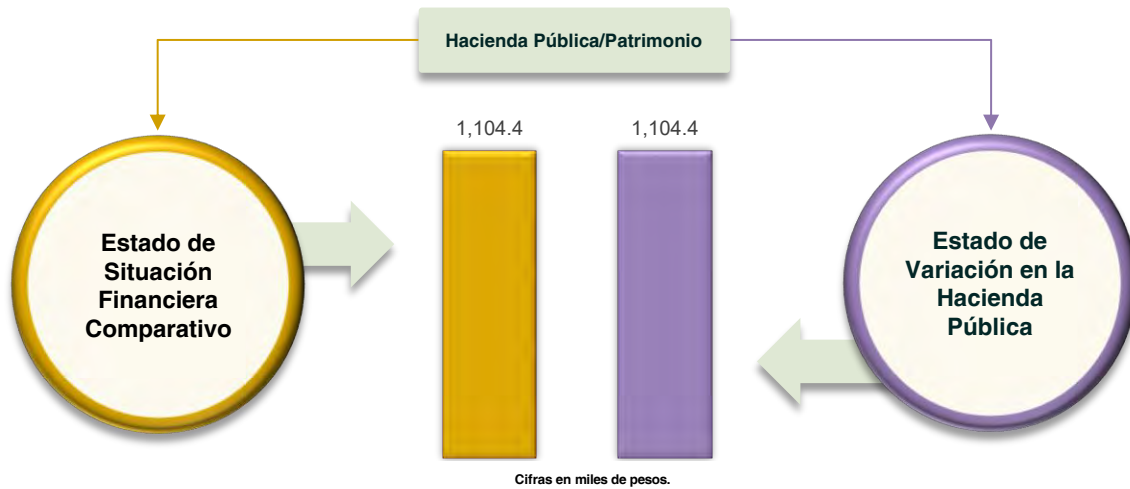 Hacienda Pública/Patrimonio
1,104.4
1,104.4
Estado de
Situación
Financiera
Comparativo
Estado de
Variación en la
Hacienda
Pública
Cifras en miles de pesos.